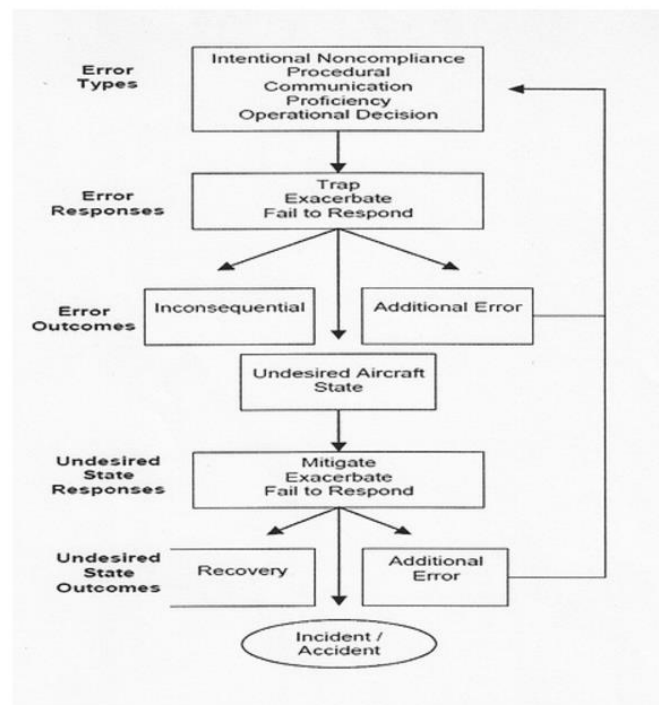 Error
Types
Intentional Noncompliance
Procedural
Communication
Proficiency
Operational Decision
Error
Responses
Trap
Exacerbate
Fail to Respond
Error
Outcomes
Inconsequential
Additional Error
Undesired Aircraft
State
Undesired
State
Responses
Mitigate
Exacerbate
Fail to Respond
Undesired
State
Outcomes
Recovery
Additional
Error
Incident /
Accident